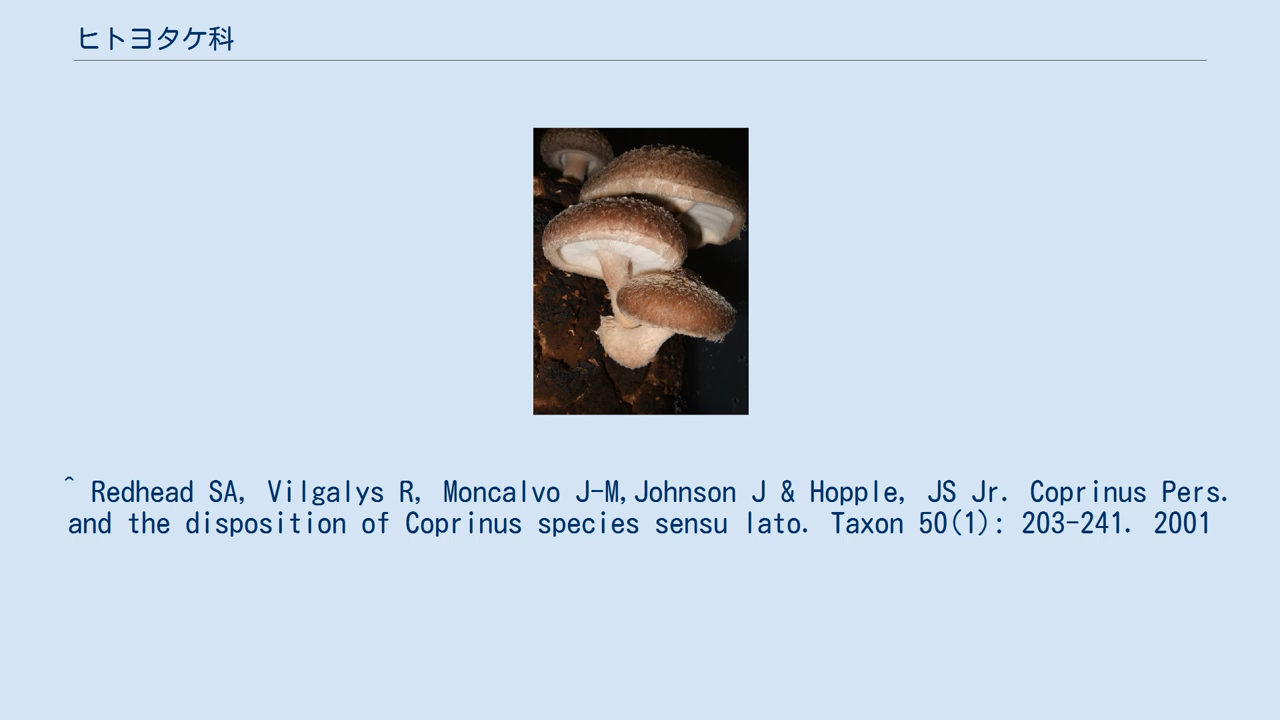 ヒトヨタケ科
^ Redhead SA, Vilgalys R, Moncalvo J-M,Johnson J & Hopple, JS Jr. Coprinus Pers.
and the disposition of Coprinus species sensu lato. Taxon 50(1): 203-241. 2001